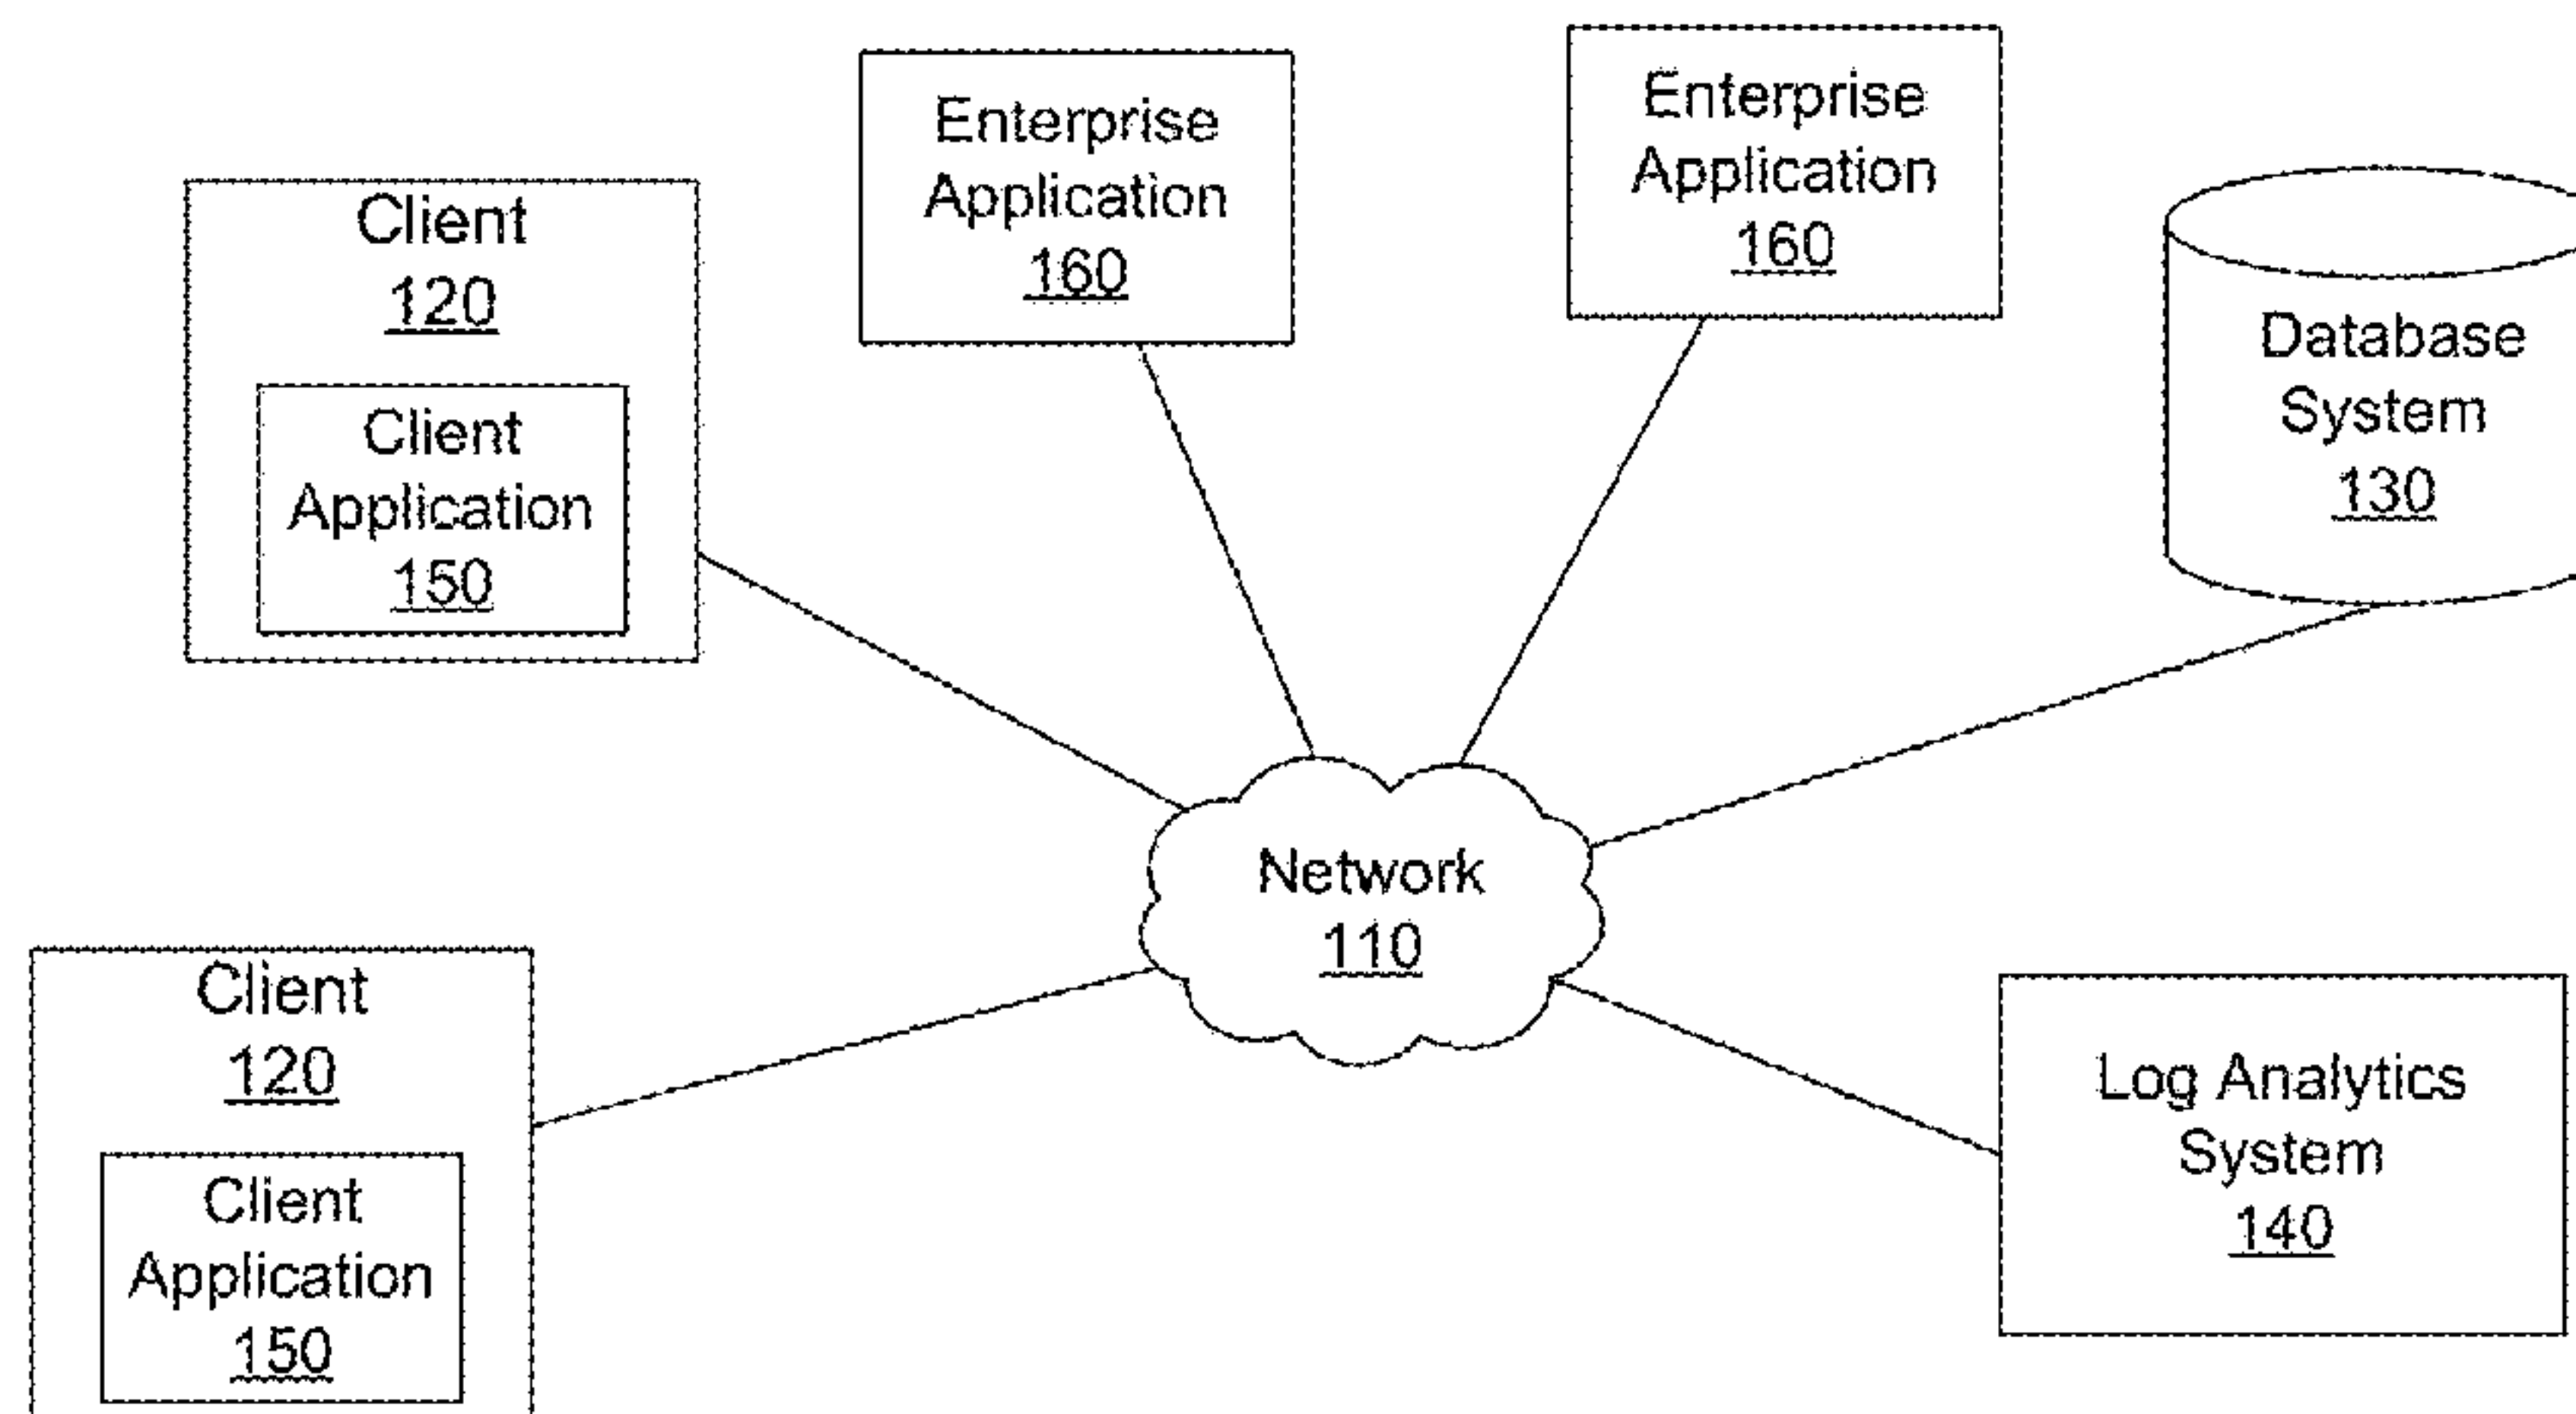 Enterprise
Application
160
Enterprise
Application
160
Client
120
Client
Application
150
Database
System
130
Network
110
Client
120
Client
Application
150
Log Analytics
System
140